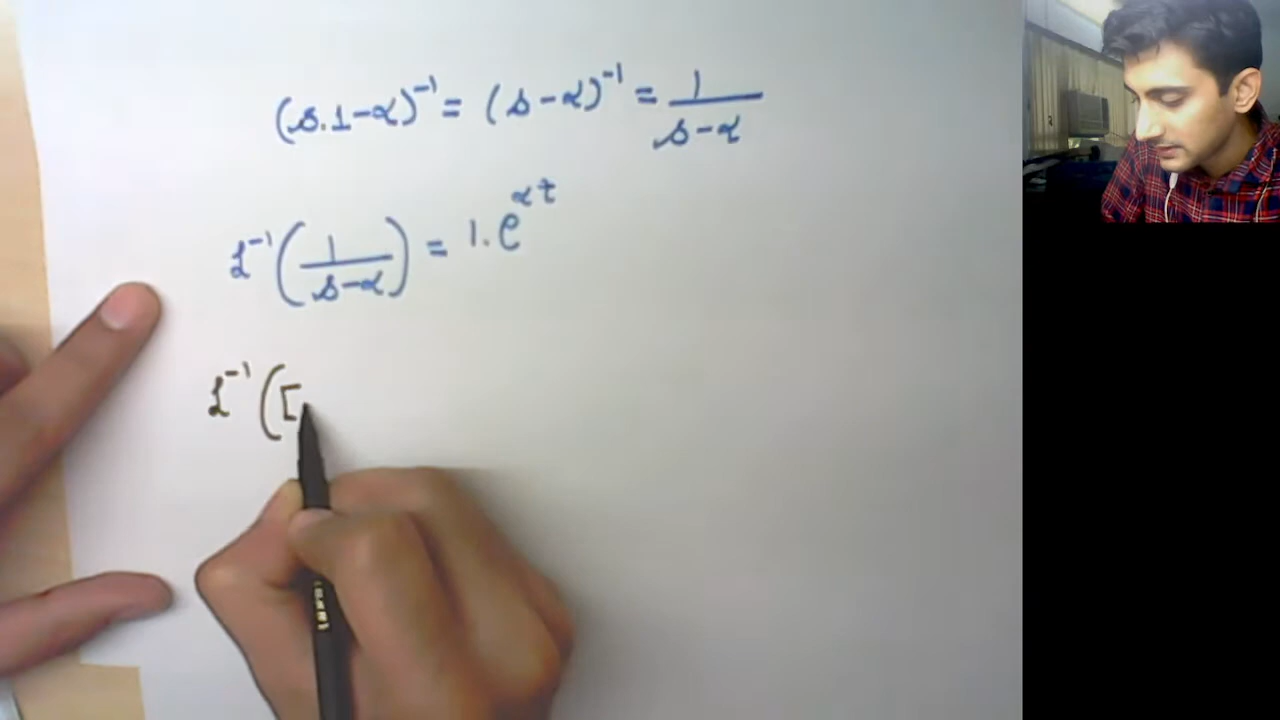 (s.1-α)⁻¹ = (s-α)⁻¹ = 1/(s-α)
ℒ⁻¹(1/(s-α)) = 1.e^αt
ℒ⁻¹([